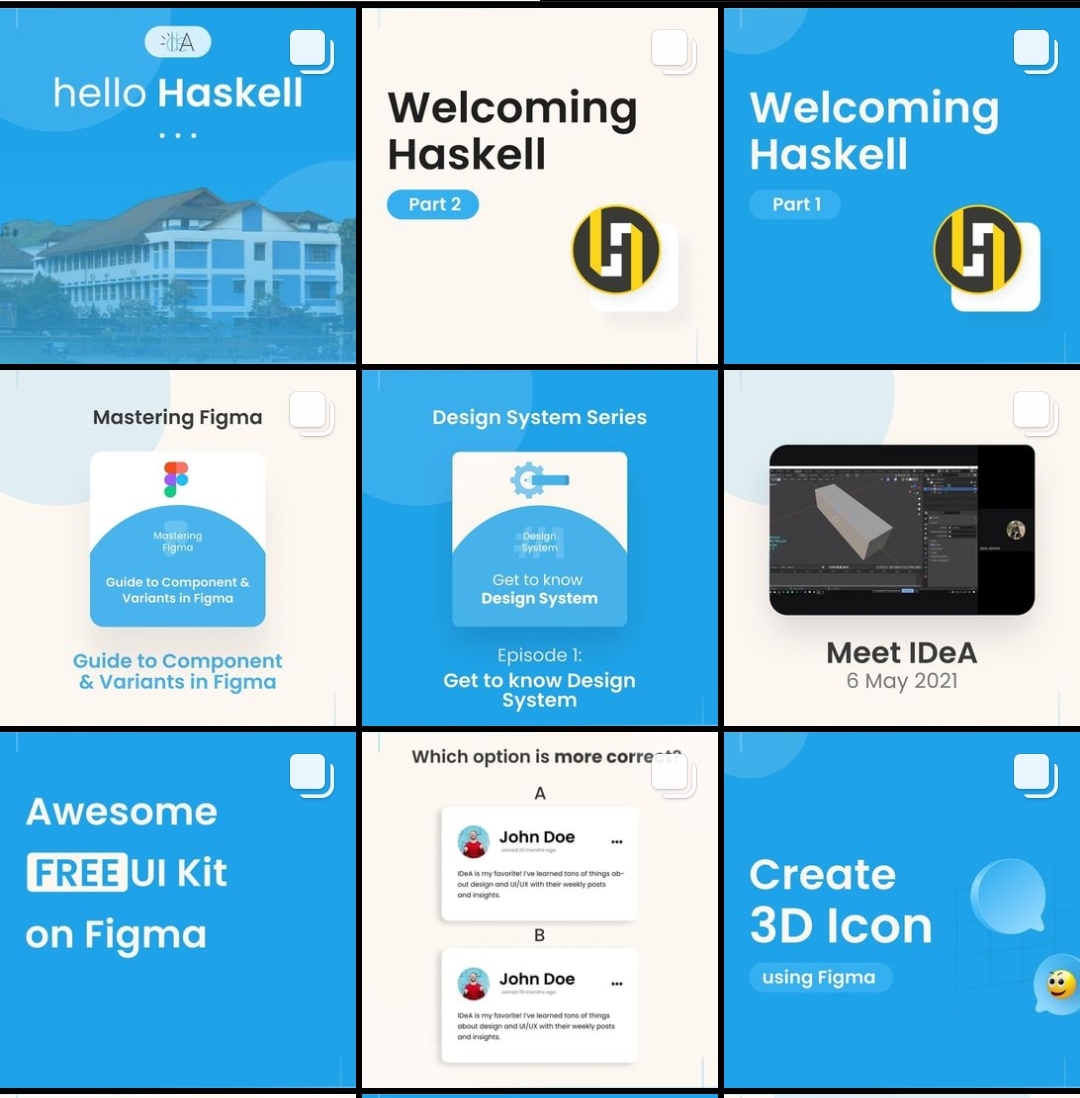 hello Haskell
Welcoming
Haskell
Part 2
Welcoming
Haskell
Part 1
Mastering Figma
Mastering
Figma
Guide to Component &
Variants in Figma
Guide to Component
& Variants in Figma
Design System Series
#1
Design
System
Get to know
Design System
Episode 1:
Get to know Design
System
Meet IDeA
6 May 2021
Awesome
FREE UI Kit
on Figma
Which option is more correct?
A
John Doe
Joined 10 months ago
IDeA is my favorite! I've learned tons of things ab-
out design and UI/UX with their weekly posts
and insights.
B
John Doe
Joined 10 months ago
IDeA is my favorite! I've learned tons of things
about design and UI/UX with their weekly posts
and insights.
Create
3D Icon
using Figma